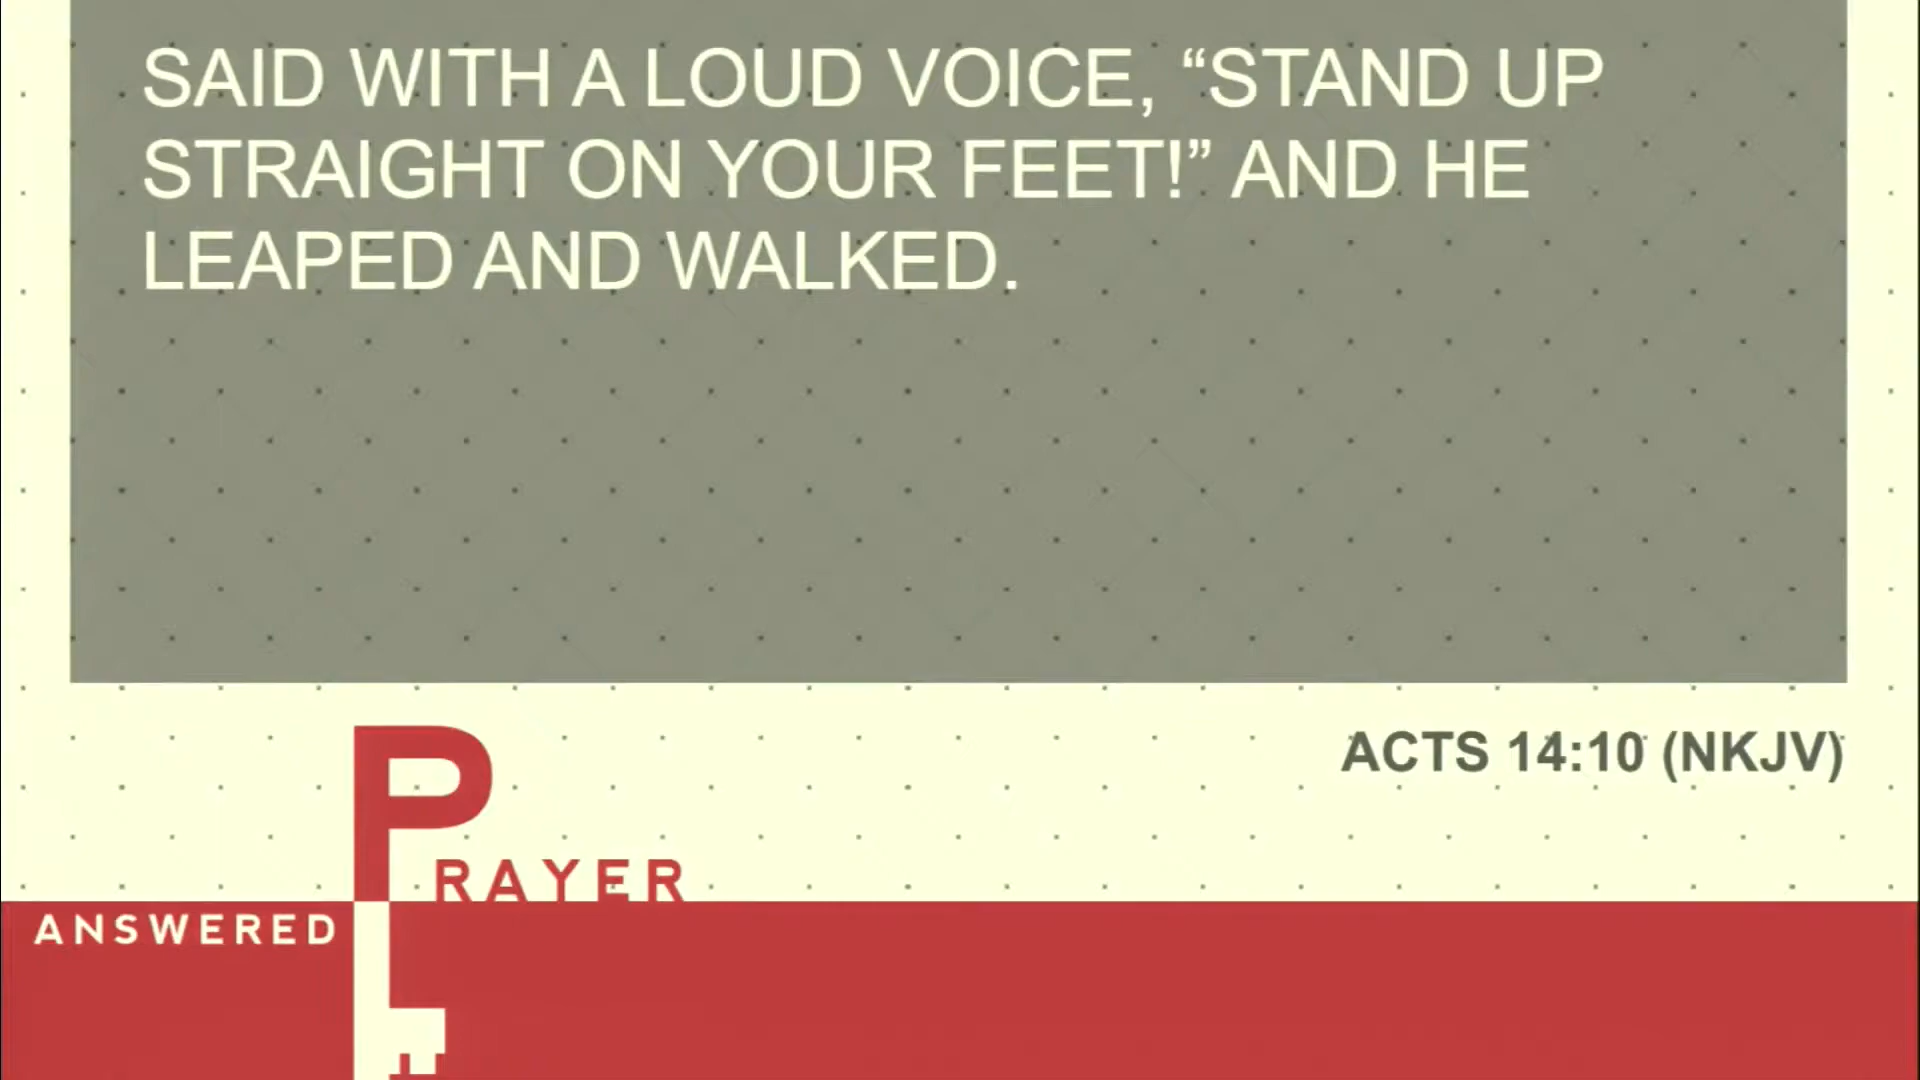 SAID WITH A LOUD VOICE, “STAND UP
STRAIGHT ON YOUR FEET!” AND HE
LEAPED AND WALKED.
ACTS 14:10 (NKJV)
PRAYER
ANSWERED